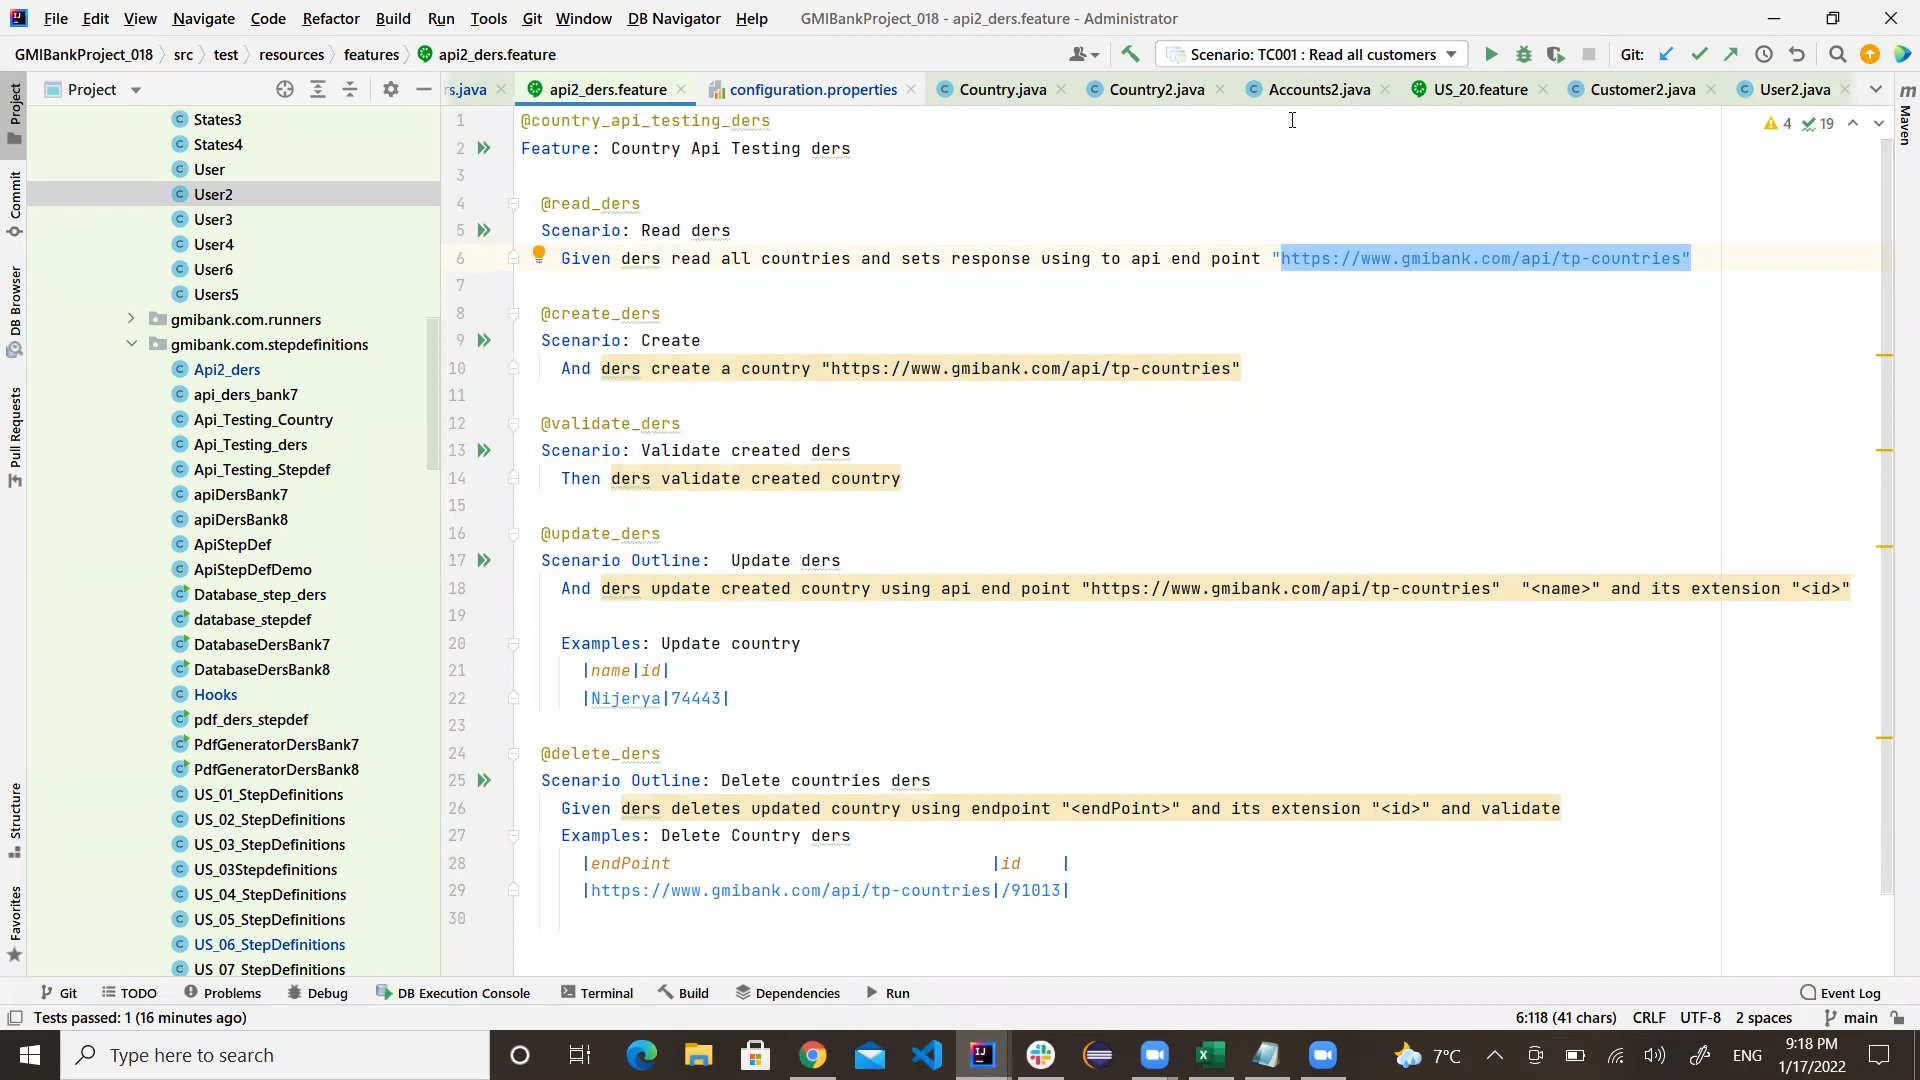 File Edit View Navigate Code Refactor Build Run Tools Git Window DB Navigator Help GMIBankProject_018 - api2_ders.feature - Administrator
GMIBankProject_018 src test resources features api2_ders.feature Scenario: TC001 : Read all customers Git:
Project rs.java api2_ders.feature configuration.properties Country.java Country2.java Accounts2.java US_20.feature Customer2.java User2.java
Project
Commit
DB Browser
Pull Requests
Structure
Favorites
States3
States4
User
User2
User3
User4
User6
Users5
gmibank.com.runners
gmibank.com.stepdefinitions
Api2_ders
api_ders_bank7
Api_Testing_Country
Api_Testing_ders
Api_Testing_Stepdef
apiDersBank7
apiDersBank8
ApiStepDef
ApiStepDefDemo
Database_step_ders
database_stepdef
DatabaseDersBank7
DatabaseDersBank8
Hooks
pdf_ders_stepdef
PdfGeneratorDersBank7
PdfGeneratorDersBank8
US_01_StepDefinitions
US_02_StepDefinitions
US_03_StepDefinitions
US_03Stepdefinitions
US_04_StepDefinitions
US_05_StepDefinitions
US_06_StepDefinitions
US_07_StepDefinitions
1 @country_api_testing_ders
2 Feature: Country Api Testing ders
3
4 @read_ders
5 Scenario: Read ders
6 Given ders read all countries and sets response using to api end point "https://www.gmibank.com/api/tp-countries"
7
8 @create_ders
9 Scenario: Create
10 And ders create a country "https://www.gmibank.com/api/tp-countries"
11
12 @validate_ders
13 Scenario: Validate created ders
14 Then ders validate created country
15
16 @update_ders
17 Scenario Outline:  Update ders
18 And ders update created country using api end point "https://www.gmibank.com/api/tp-countries"  "<name>" and its extension "<id>"
19
20 Examples: Update country
21 |name|id|
22 |Nijerya|74443|
23
24 @delete_ders
25 Scenario Outline: Delete countries ders
26 Given ders deletes updated country using endpoint "<endPoint>" and its extension "<id>" and validate
27 Examples: Delete Country ders
28 |endPoint |id |
29 |https://www.gmibank.com/api/tp-countries|/91013|
30
4 19
m Maven
Git TODO Problems Debug DB Execution Console Terminal Build Dependencies Run Event Log
Tests passed: 1 (16 minutes ago) 6:118 (41 chars) CRLF UTF-8 2 spaces main
Type here to search 7°C ENG 9:18 PM
1/17/2022